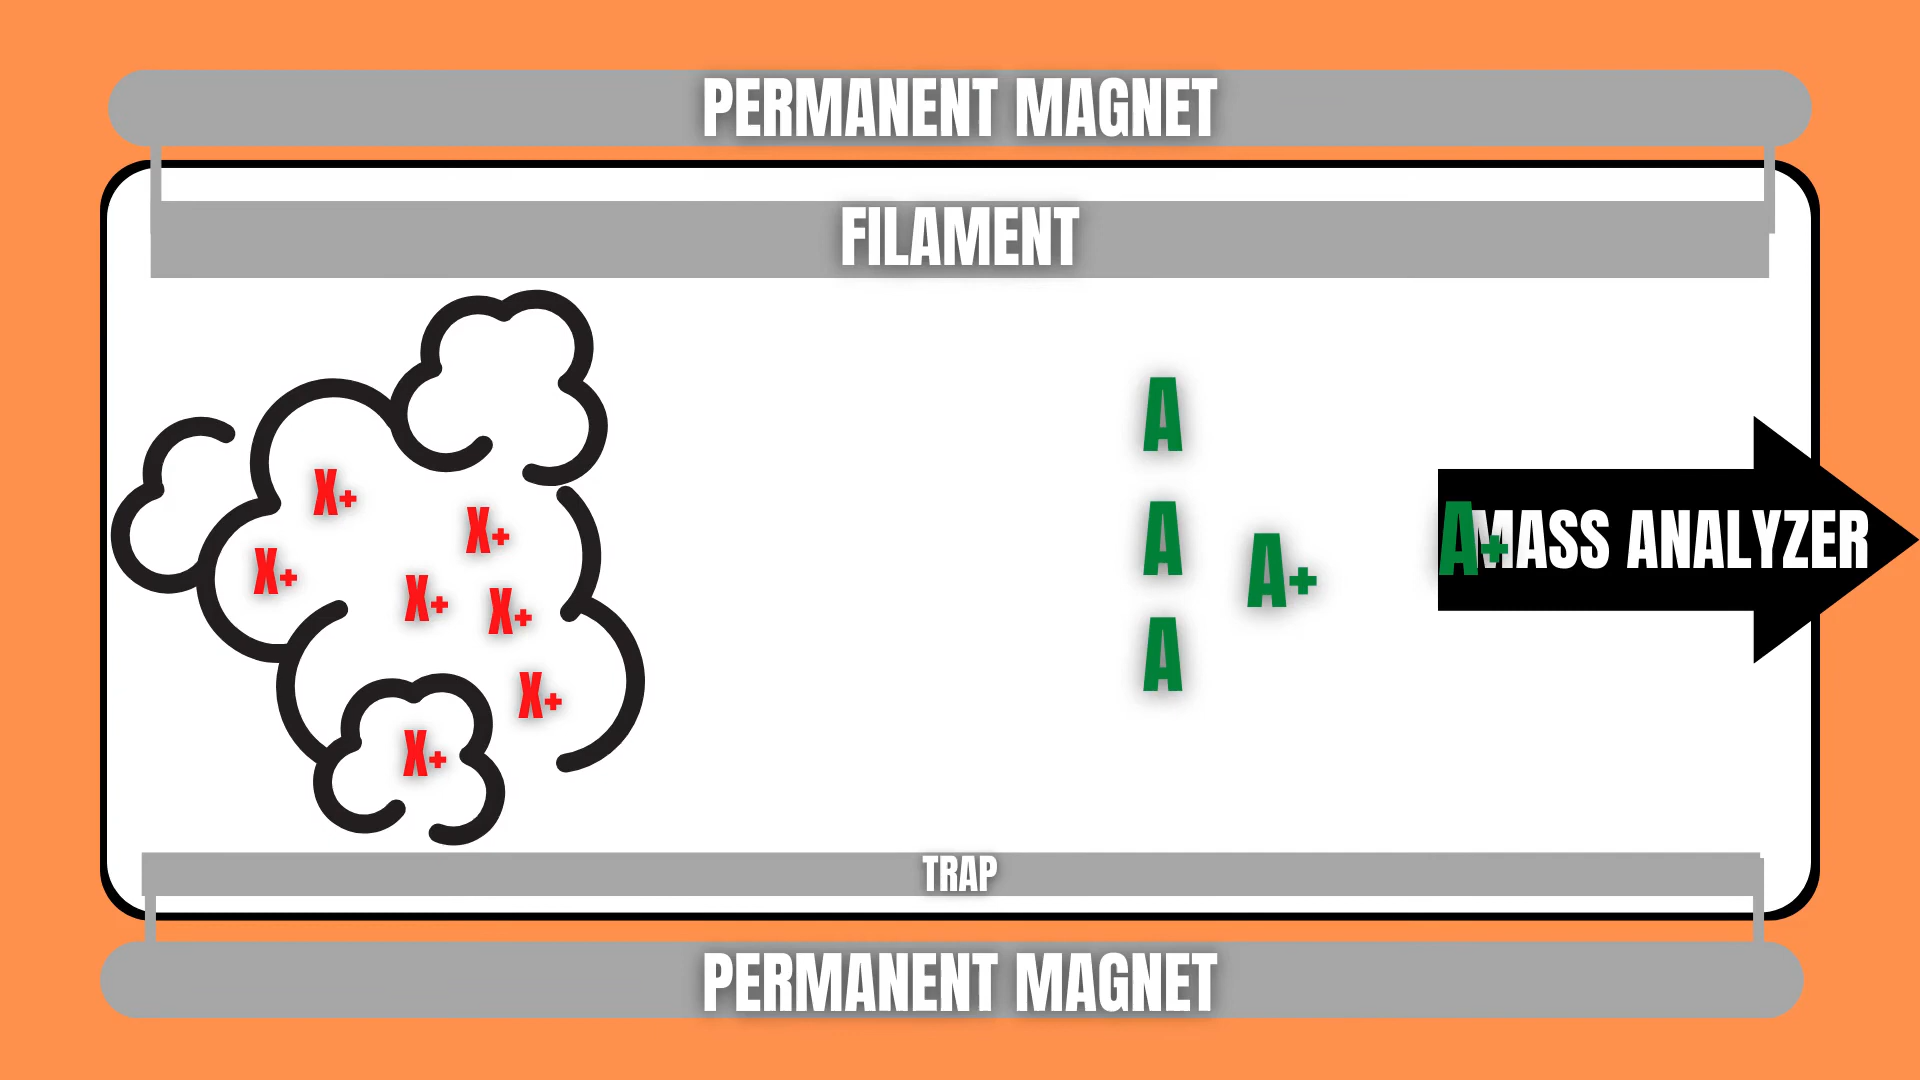 PERMANENT MAGNET
FILAMENT
A
X+
X+
A
A+ MASS ANALYZER
A+
X+
X+
X+
A
X+
X+
TRAP
PERMANENT MAGNET